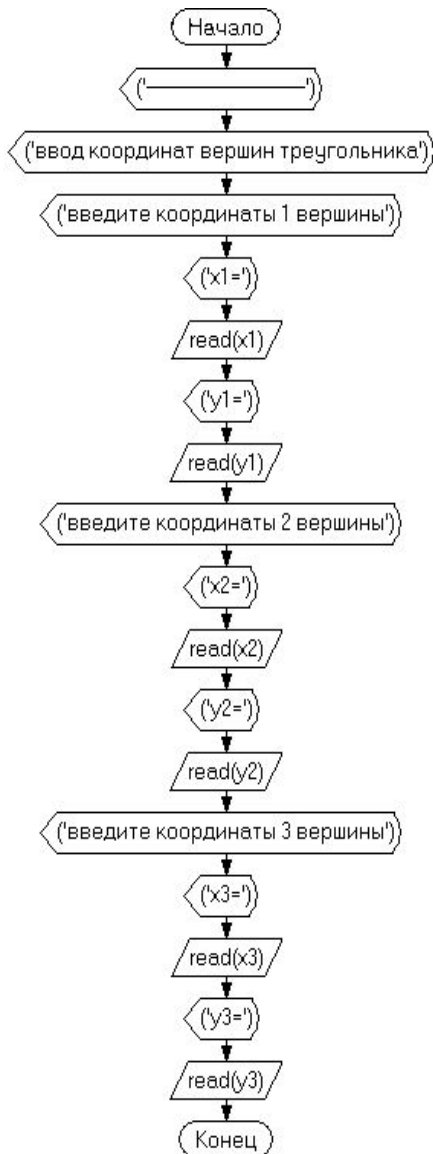 Начало
('────────────')
('ввод координат вершин треугольника')
('введите координаты 1 вершины')
('x1=')
read(x1)
('y1=')
read(y1)
('введите координаты 2 вершины')
('x2=')
read(x2)
('y2=')
read(y2)
('введите координаты 3 вершины')
('x3=')
read(x3)
('y3=')
read(y3)
Конец